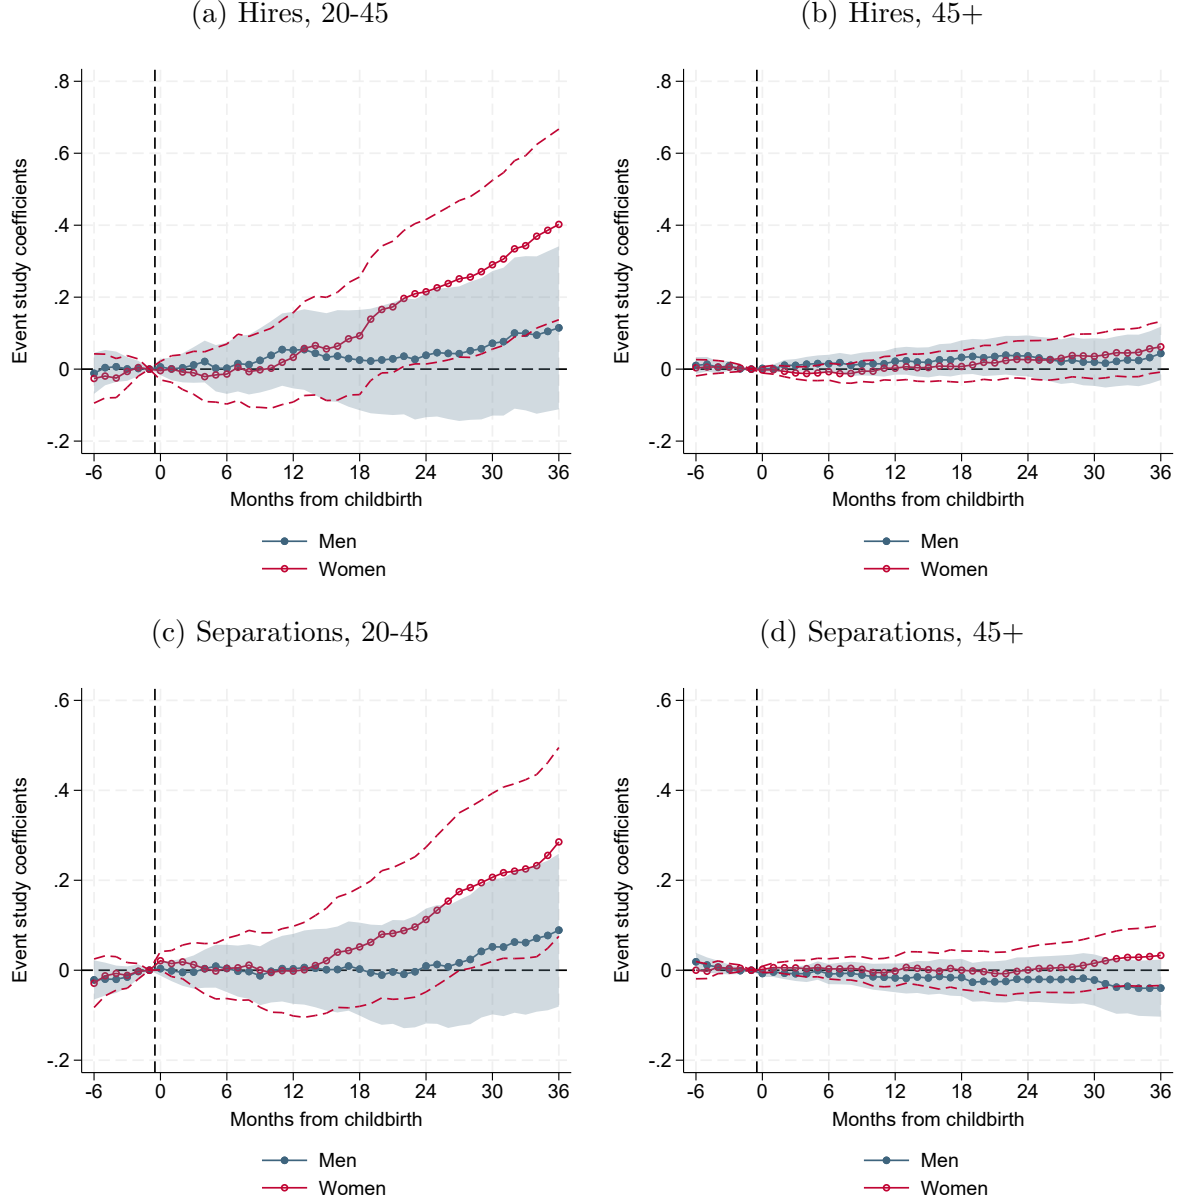 (a) Hires, 20-45
(b) Hires, 45+
.8
.6
.4
.2
0
-.2
Event study coefficients
-6 0 6 12 18 24 30 36
Months from childbirth
Men
Women
.8
.6
.4
.2
0
-.2
Event study coefficients
-6 0 6 12 18 24 30 36
Months from childbirth
Men
Women
(c) Separations, 20-45
(d) Separations, 45+
.6
.4
.2
0
-.2
Event study coefficients
-6 0 6 12 18 24 30 36
Months from childbirth
Men
Women
.6
.4
.2
0
-.2
Event study coefficients
-6 0 6 12 18 24 30 36
Months from childbirth
Men
Women